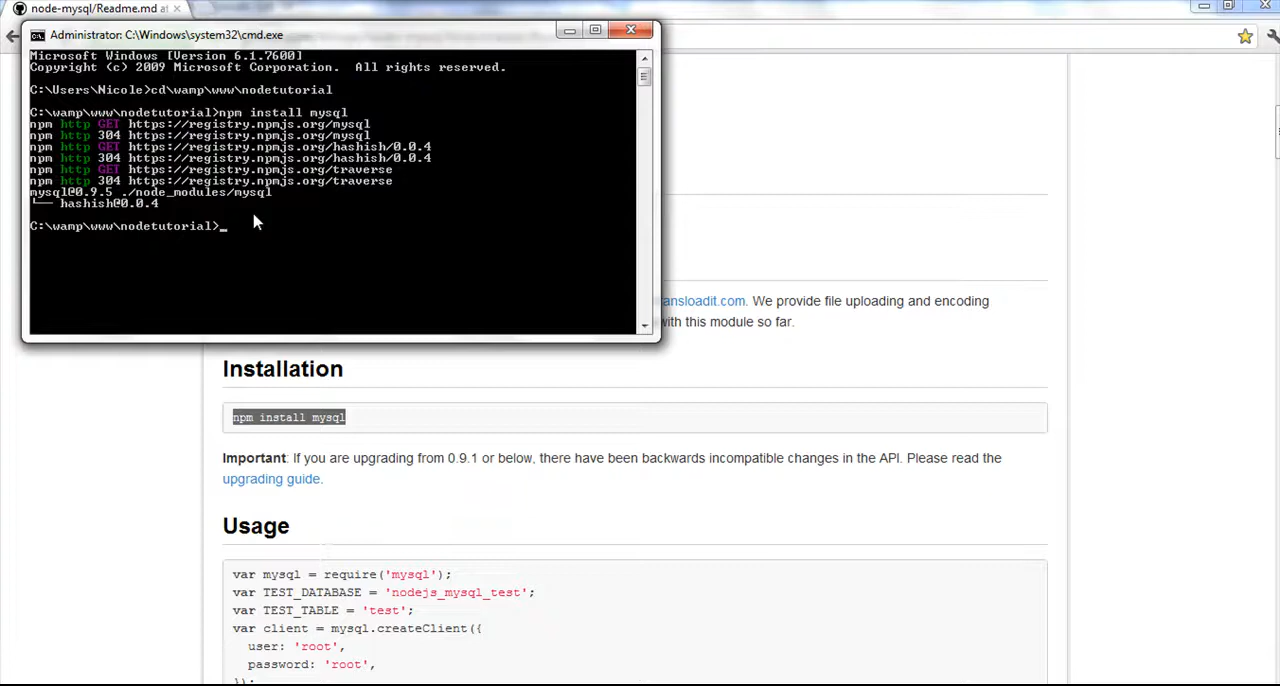 node-mysql/Readme.md at
Administrator: C:\Windows\system32\cmd.exe
Microsoft Windows [Version 6.1.7600]
Copyright (c) 2009 Microsoft Corporation.  All rights reserved.
C:\Users\Nicole>cd\wamp\www\nodetutorial
C:\wamp\www\nodetutorial>npm install mysql
npm http GET https://registry.npmjs.org/mysql
npm http 304 https://registry.npmjs.org/mysql
npm http GET https://registry.npmjs.org/hashish/0.0.4
npm http 304 https://registry.npmjs.org/hashish/0.0.4
npm http GET https://registry.npmjs.org/traverse
npm http 304 https://registry.npmjs.org/traverse
mysql@0.9.5 ./node_modules/mysql
└── hashish@0.0.4
C:\wamp\www\nodetutorial>_
ansloadit.com. We provide file uploading and encoding
with this module so far.
Installation
npm install mysql
Important: If you are upgrading from 0.9.1 or below, there have been backwards incompatible changes in the API. Please read the
upgrading guide.
Usage
var mysql = require('mysql');
var TEST_DATABASE = 'nodejs_mysql_test';
var TEST_TABLE = 'test';
var client = mysql.createClient({
user: 'root',
password: 'root',
});